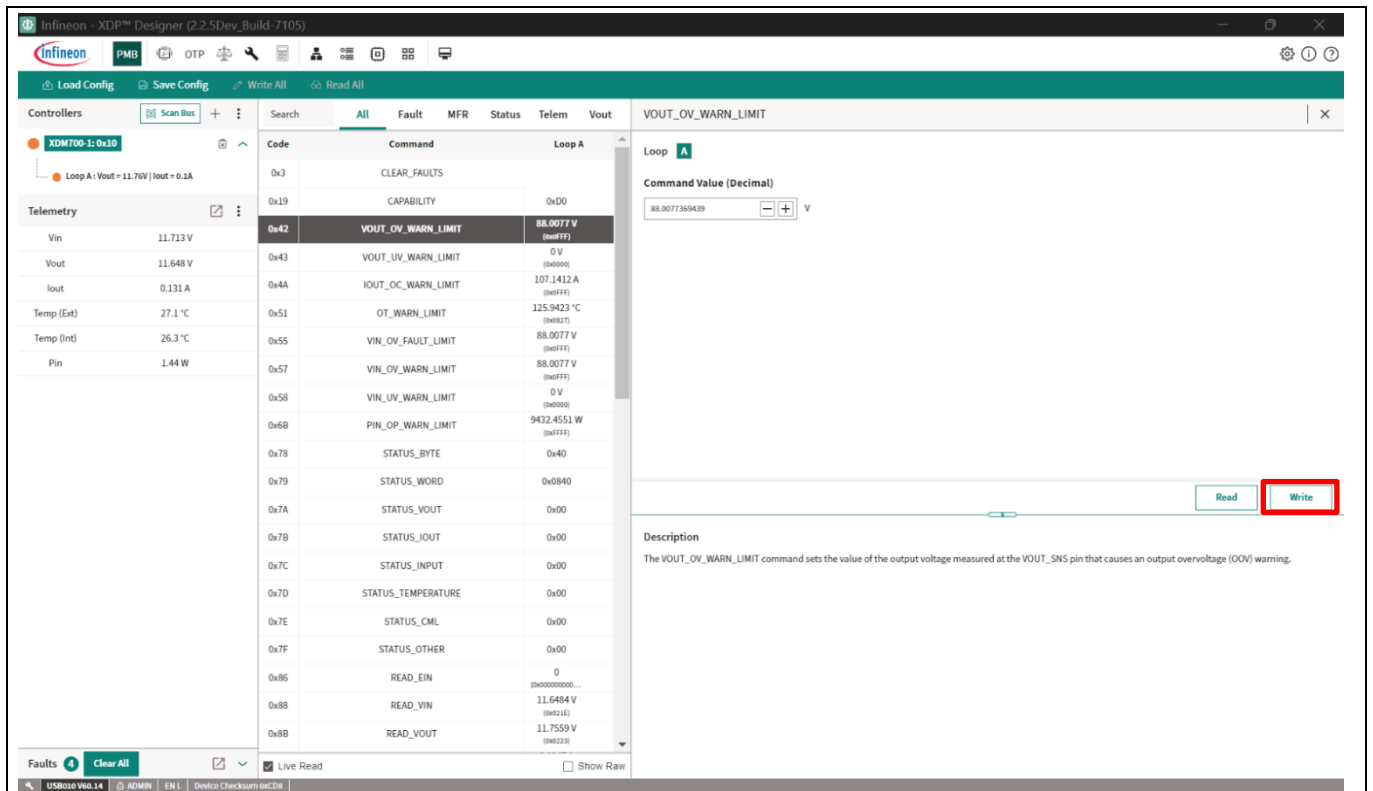 Infineon - XDP™ Designer (2.2.5Dev_Build-7105)
infineon PMB OTP
Load Config Save Config Write All Read All
Controllers Scan Bus
XDM700-1: 0x10
Loop A : Vout = 11.76V | Iout = 0.1A
Telemetry
Vin 11.713 V
Vout 11.648 V
Iout 0.131 A
Temp (Ext) 27.1 °C
Temp (Int) 26.3 °C
Pin 1.44 W
Faults 4 Clear All
Search All Fault MFR Status Telem Vout
Code Command Loop A
0x3 CLEAR_FAULTS
0x19 CAPABILITY 0xD0
0x42 VOUT_OV_WARN_LIMIT 88.0077 V
(0x0FFF)
0x43 VOUT_UV_WARN_LIMIT 0 V
(0x0000)
0x4A IOUT_OC_WARN_LIMIT 107.1412 A
(0x0FFF)
0x51 OT_WARN_LIMIT 125.9423 °C
(0x0827)
0x55 VIN_OV_FAULT_LIMIT 88.0077 V
(0x0FFF)
0x57 VIN_OV_WARN_LIMIT 88.0077 V
(0x0FFF)
0x58 VIN_UV_WARN_LIMIT 0 V
(0x0000)
0x6B PIN_OP_WARN_LIMIT 9432.4551 W
(0xFFFF)
0x78 STATUS_BYTE 0x40
0x79 STATUS_WORD 0x0840
0x7A STATUS_VOUT 0x00
0x7B STATUS_IOUT 0x00
0x7C STATUS_INPUT 0x00
0x7D STATUS_TEMPERATURE 0x00
0x7E STATUS_CML 0x00
0x7F STATUS_OTHER 0x00
0x86 READ_EIN 0
(0x000000000...
0x88 READ_VIN 11.6484 V
(0x021E)
0x8B READ_VOUT 11.7559 V
(0x0223)
Live Read Show Raw
VOUT_OV_WARN_LIMIT
Loop A
Command Value (Decimal)
88.0077369439 V
Read Write
Description
The VOUT_OV_WARN_LIMIT command sets the value of the output voltage measured at the VOUT_SNS pin that causes an output overvoltage (OOV) warning.
USB010 V60.14 ADMIN EN L Device Checksum 0xCD8